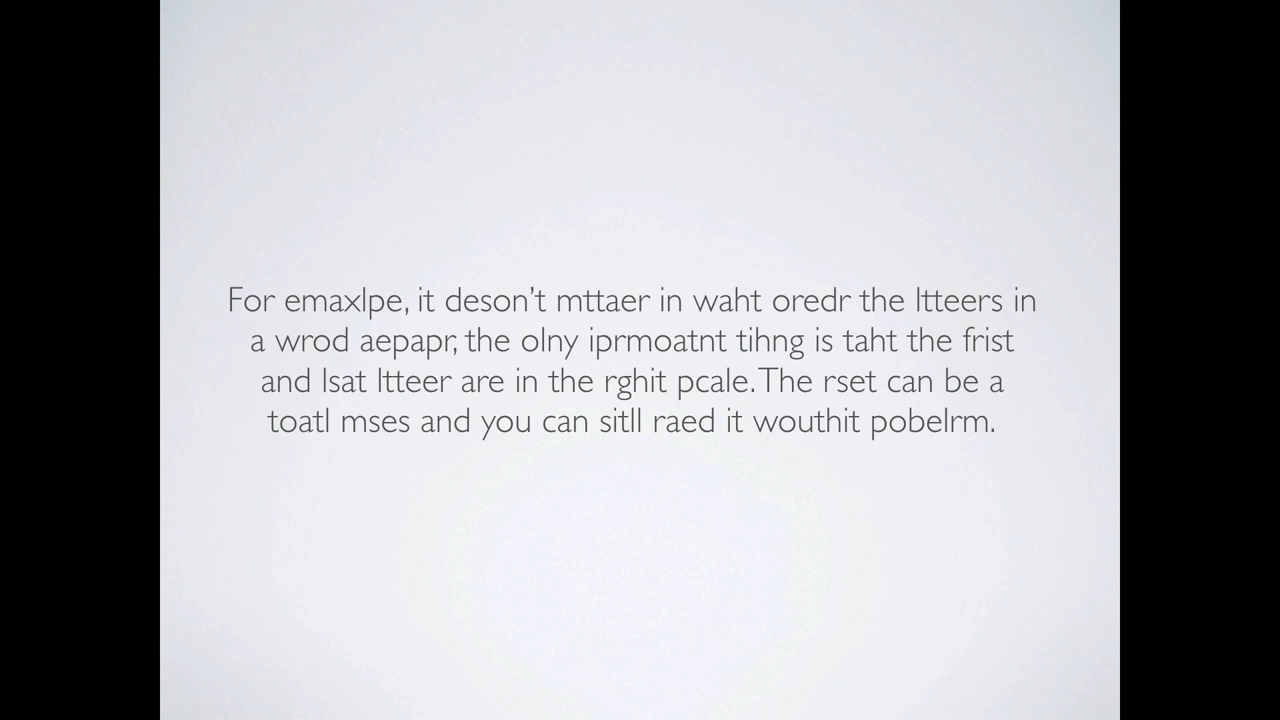 For emaxlpe, it deson’t mttaer in waht oredr the ltteers in
a wrod aepapr, the olny iprmoatnt tihng is taht the frist
and lsat ltteer are in the rghit pcale. The rset can be a
toatl mses and you can sitll raed it wouthit pobelrm.